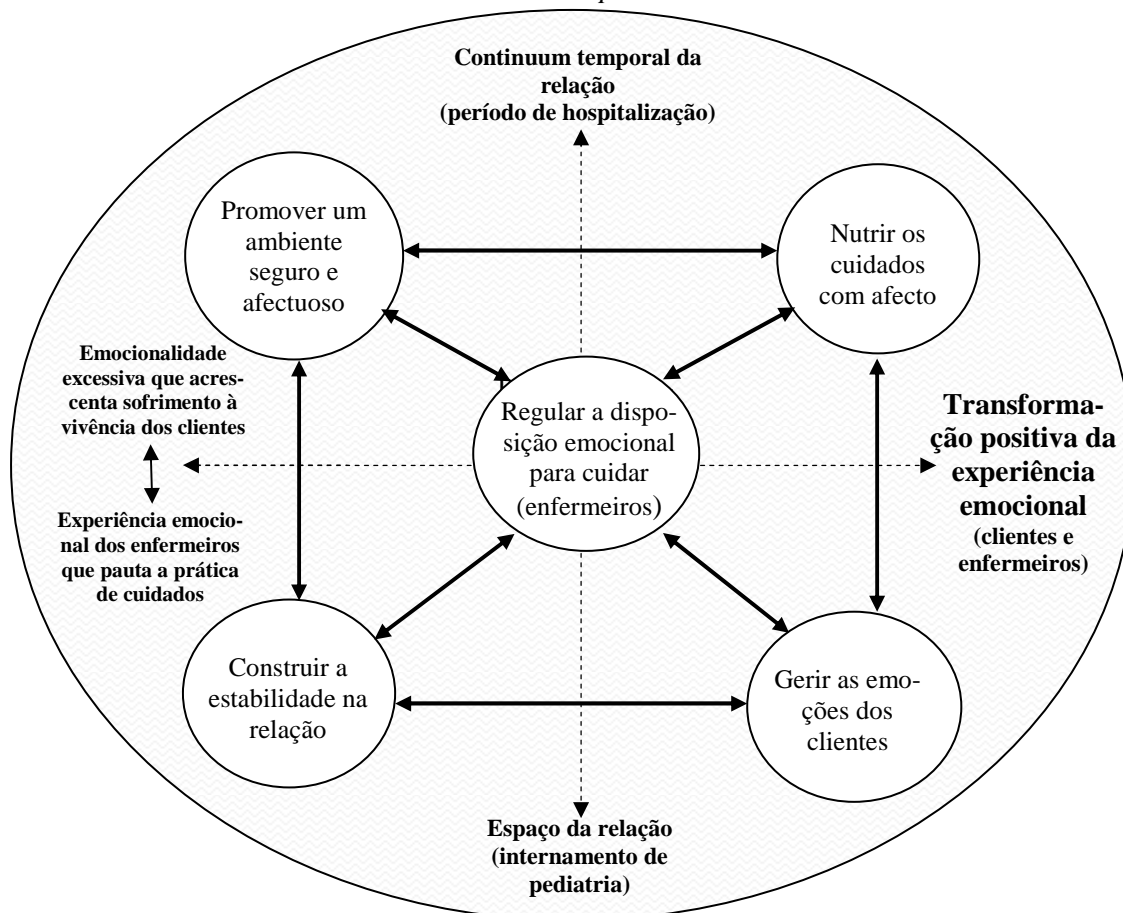 Continuum temporal da
relação
(período de hospitalização)
Promover um
ambiente
seguro e
afectuoso
Nutrir os
cuidados
com afecto
Emocionalidade
excessiva que acres-
centa sofrimento à
vivência dos clientes
Regular a dispo-
sição emocional
para cuidar
(enfermeiros)
Transforma-
ção positiva da
experiência
emocional
(clientes e
enfermeiros)
Experiência emocio-
nal dos enfermeiros
que pauta a prática
de cuidados
Construir a
estabilidade na
relação
Gerir as emo-
ções dos
clientes
Espaço da relação
(internamento de
pediatria)